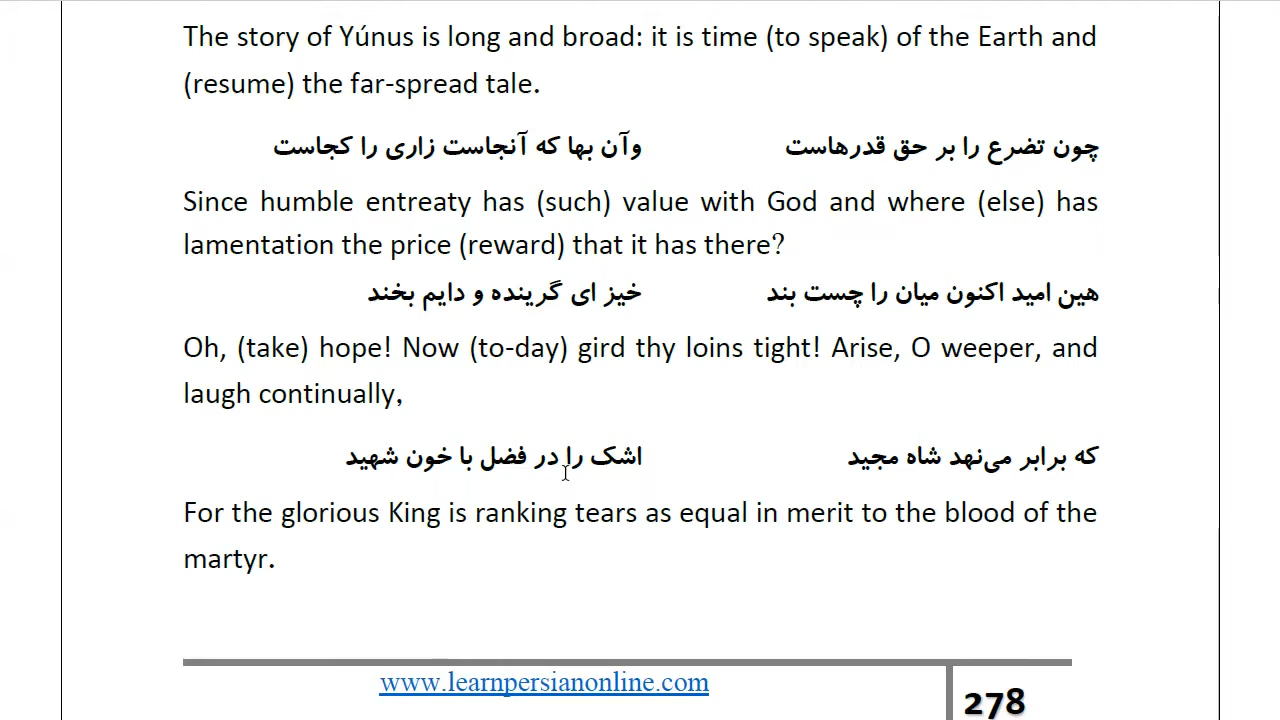 The story of Yúnus is long and broad: it is time (to speak) of the Earth and
(resume) the far-spread tale.
چون تضرع را بر حق قدرهاست وآن بها که آنجاست زاری را کجاست
Since humble entreaty has (such) value with God and where (else) has
lamentation the price (reward) that it has there?
هین امید اکنون میان را چست بند خیز ای گرینده و دایم بخند
Oh, (take) hope! Now (to-day) gird thy loins tight! Arise, O weeper, and
laugh continually,
که برابر می‌نهد شاه مجید اشک را در فضل با خون شهید
For the glorious King is ranking tears as equal in merit to the blood of the
martyr.
www.learnpersianonline.com 278